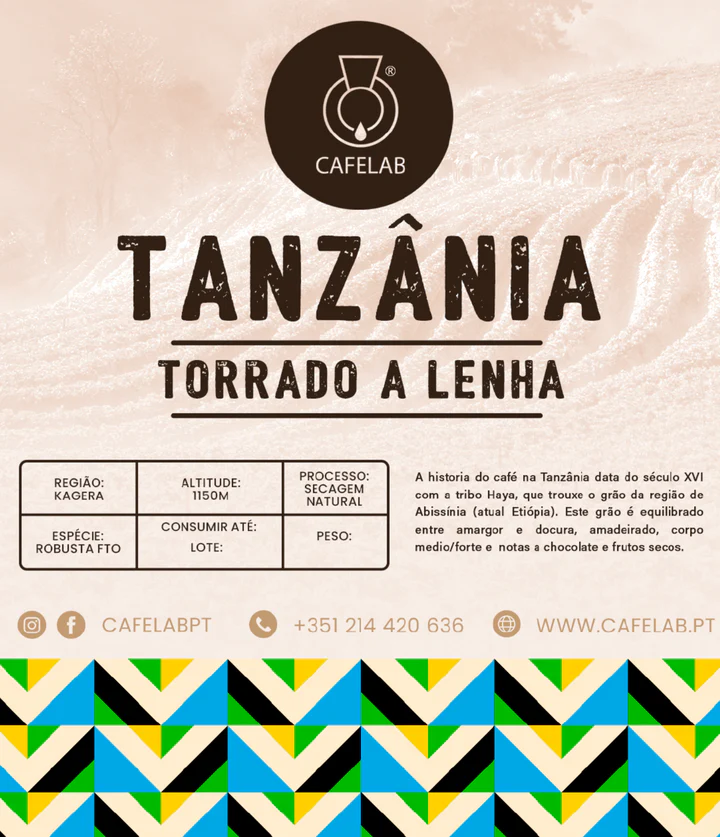 ®
CAFELAB
TANZÂNIA
TORRADO A LENHA
REGIÃO:
KAGERA
ALTITUDE:
1150M
PROCESSO:
SECAGEM
NATURAL
ESPÉCIE:
ROBUSTA FTO
CONSUMIR ATÉ:
LOTE:
PESO:
A historia do café na Tanzânia data do século XVI
com a tribo Haya, que trouxe o grão da região de
Abissínia (atual Etiópia). Este grão é equilibrado
entre amargor e docura, amadeirado, corpo
medio/forte e notas a chocolate e frutos secos.
CAFELABPT
+351 214 420 636
WWW.CAFELAB.PT